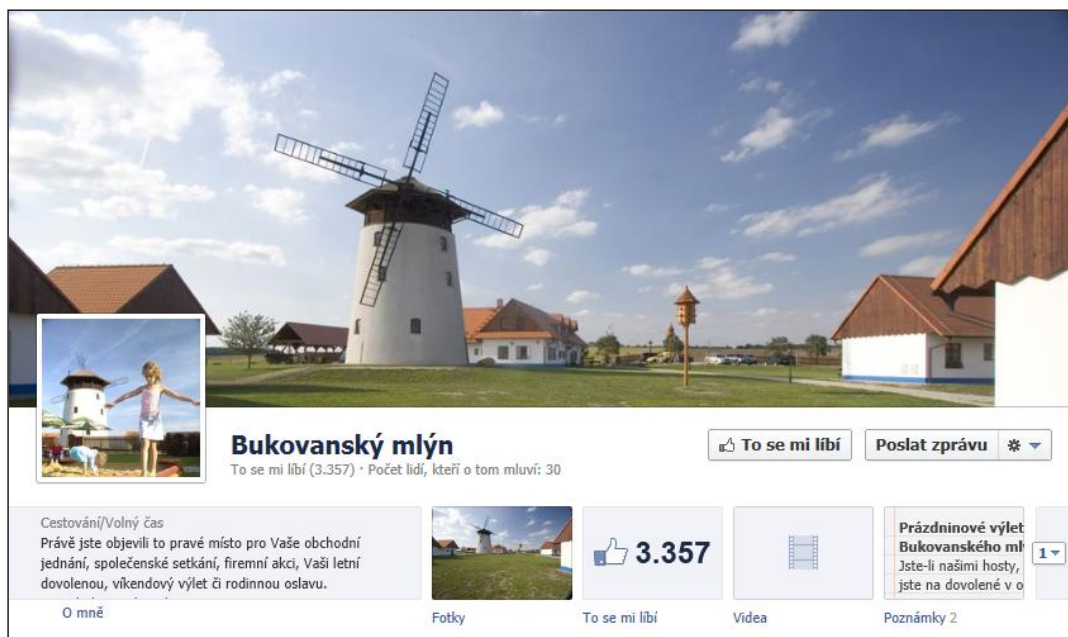 Bukovanský mlýn
To se mi líbí (3.357) · Počet lidí, kteří o tom mluví: 30
To se mi líbí
Poslat zprávu
Cestování/Volný čas
Právě jste objevili to pravé místo pro Vaše obchodní
jednání, společenské setkání, firemní akci, Vaši letní
dovolenou, víkendový výlet či rodinnou oslavu.
O mně
Fotky
3.357
To se mi líbí
Videa
Prázdninové výlet
Bukovanského ml
Jste-li našimi hosty,
jste na dovolené v o
Poznámky 2
1